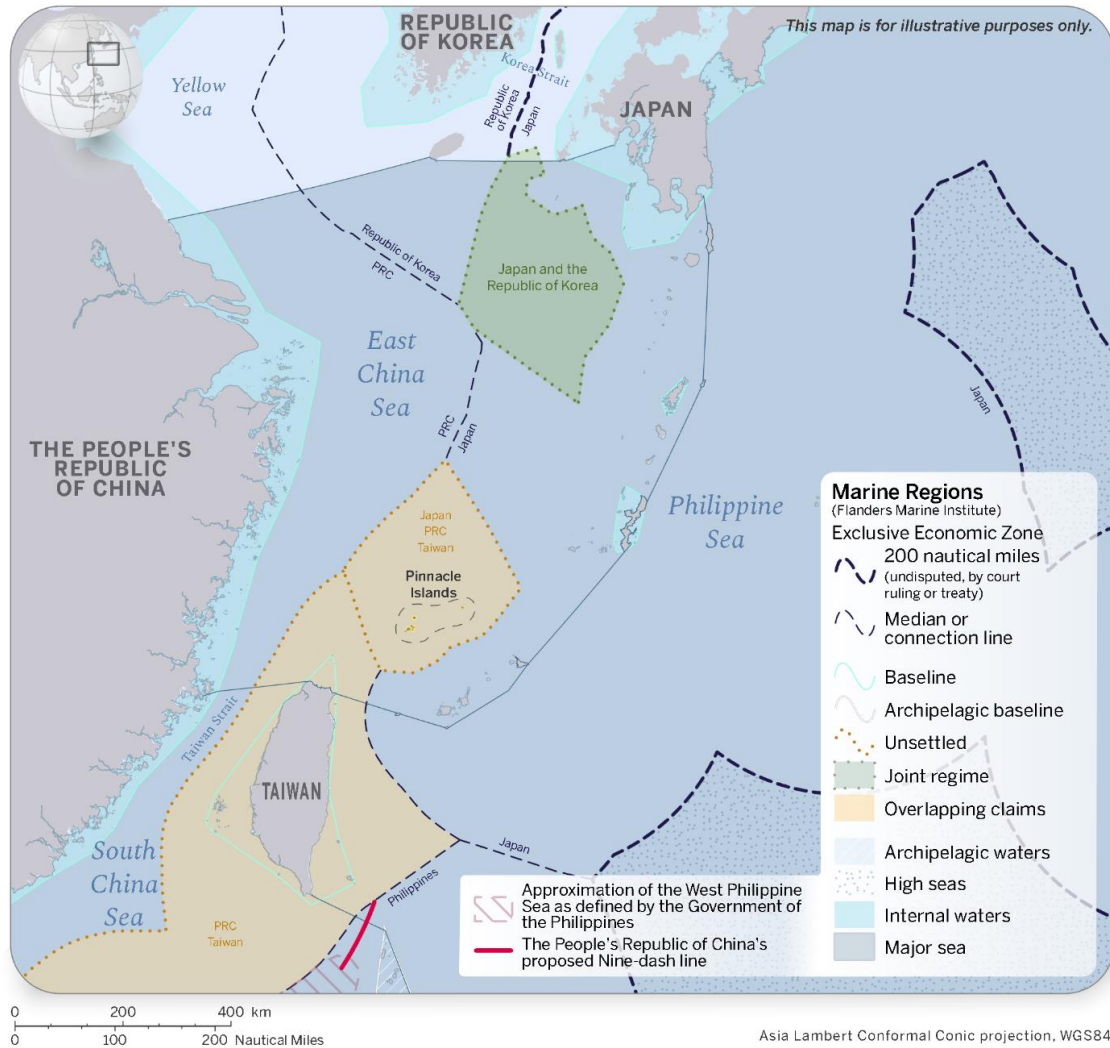 This map is for illustrative purposes only.
REPUBLIC
OF KOREA
Korea Strait
Yellow
Sea
Republic
of Korea
Japan
JAPAN
Republic of Korea
PRC
Japan and the
Republic of Korea
East
China
Sea
PRC
Japan
Japan
THE PEOPLE'S
REPUBLIC
OF CHINA
Philippine
Sea
Japan
PRC
Taiwan
Pinnacle
Islands
Taiwan Strait
TAIWAN
South
China
Sea
Japan
Philippines
PRC
Taiwan
Marine Regions
(Flanders Marine Institute)
Exclusive Economic Zone
200 nautical miles
(undisputed, by court
ruling or treaty)
Median or
connection line
Baseline
Archipelagic baseline
Unsettled
Joint regime
Overlapping claims
Archipelagic waters
High seas
Internal waters
Major sea
Approximation of the West Philippine
Sea as defined by the Government of
the Philippines
The People's Republic of China's
proposed Nine-dash line
0 200 400 km
0 100 200 Nautical Miles
Asia Lambert Conformal Conic projection, WGS84